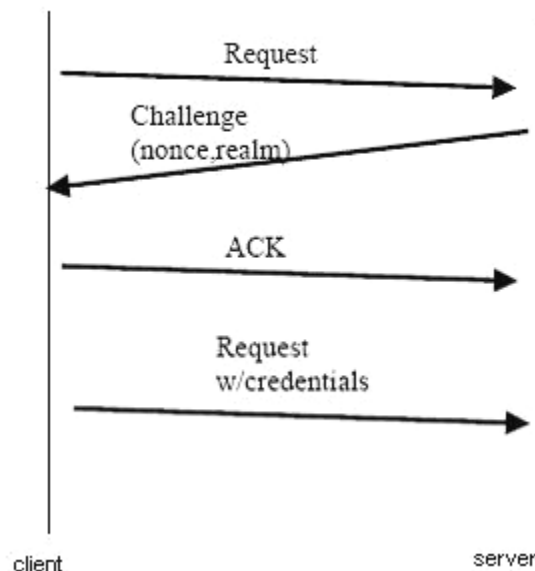 Request
Challenge
(nonce,realm)
ACK
Request
w/credentials
client
server